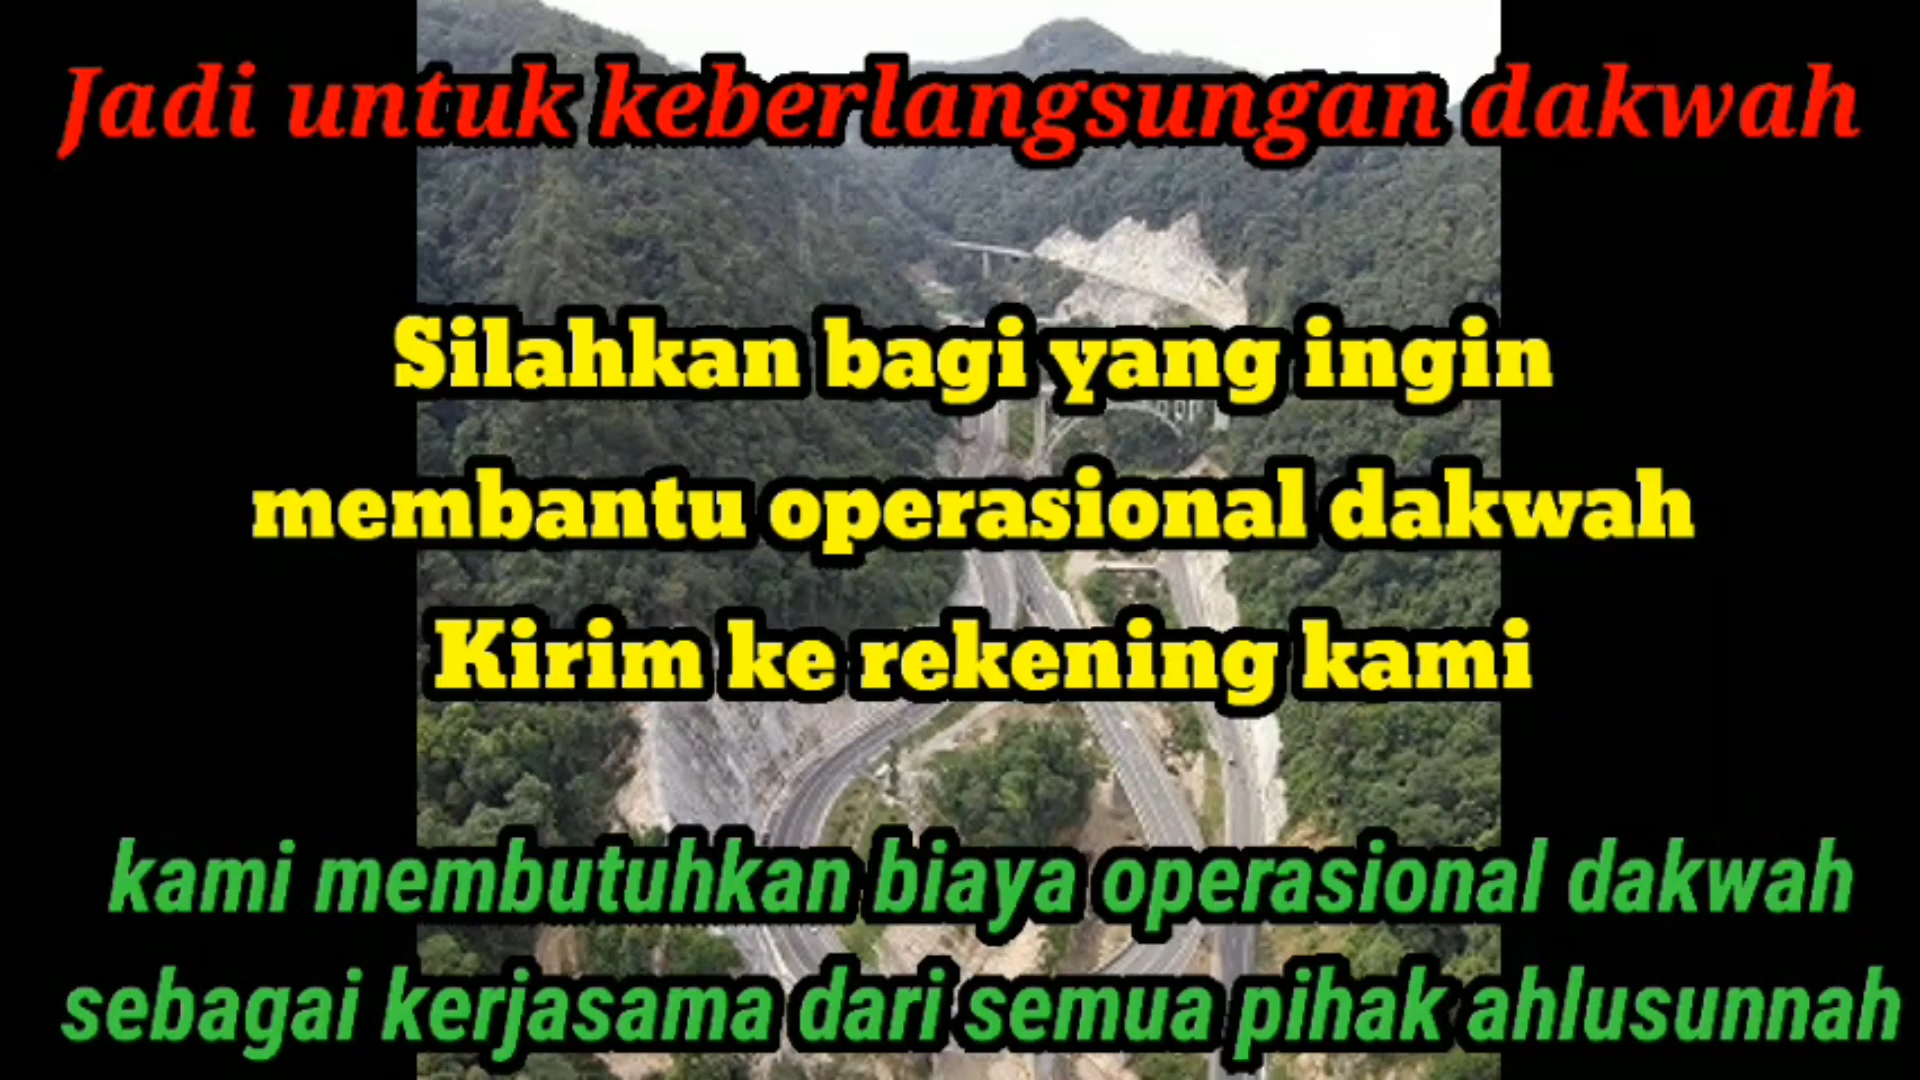 Jadi untuk keberlangsungan dakwah
Silahkan bagi yang ingin
membantu operasional dakwah
Kirim ke rekening kami
kami membutuhkan biaya operasional dakwah
sebagai kerjasama dari semua pihak ahlusunnah